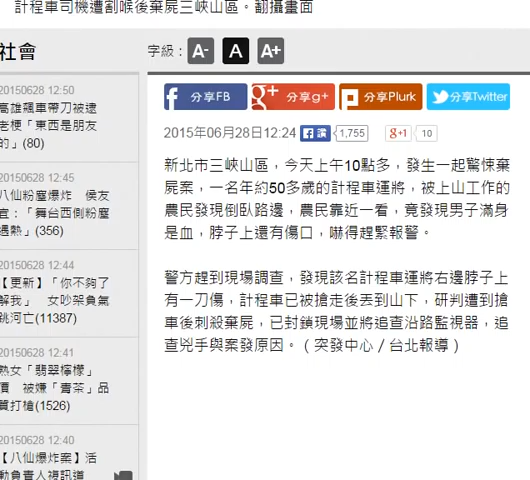 計程車司機遭割喉後棄屍三峽山區。翻攝畫面
社會
字級：
A- A A+
20150628 12:50
高雄飆車帶刀被逮
老梗「東西是朋友
的」(80)
20150628 12:45
八仙粉塵爆炸 侯友
宜：「舞台西側粉塵
過熱」(356)
20150628 12:44
【更新】「你不夠了
解我」 女吵架負氣
跳河亡(11387)
20150628 12:41
熟女「翡翠檸檬」
價 被嫌「青茶」品
質打槍(1526)
20150628 12:40
【八仙爆炸案】活
動負責人複訊道
分享FB
分享g+
分享Plurk
分享Twitter
2015年06月28日12:24
讚 1,755
g+1 10
新北市三峽山區，今天上午10點多，發生一起驚悚棄
屍案，一名年約50多歲的計程車運將，被上山工作的
農民發現倒臥路邊，農民靠近一看，竟發現男子滿身
是血，脖子上還有傷口，嚇得趕緊報警。
警方趕到現場調查，發現該名計程車運將右邊脖子上
有一刀傷，計程車已被搶走後丟到山下，研判遭到搶
車後刺殺棄屍，已封鎖現場並將追查沿路監視器，追
查兇手與案發原因。（突發中心／台北報導）